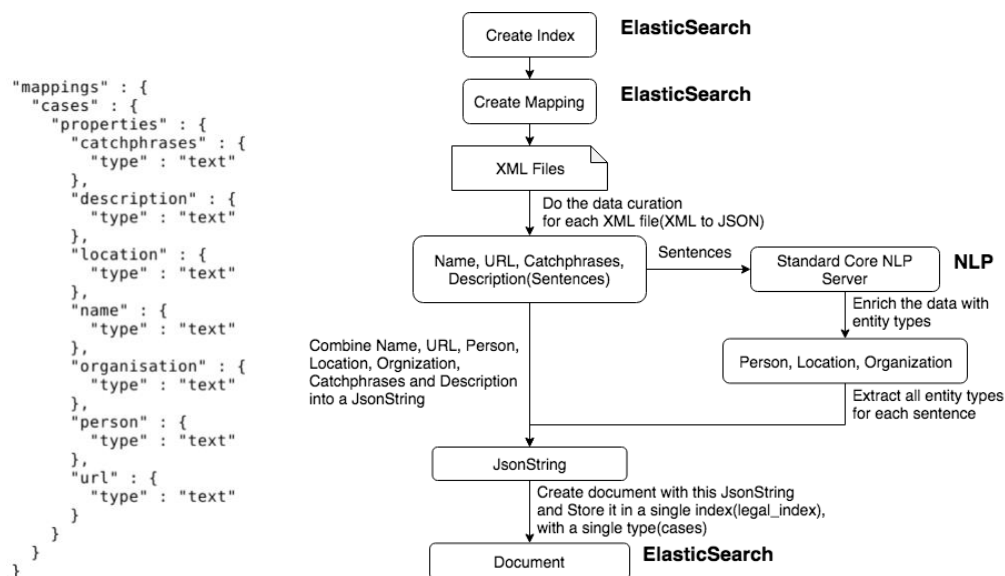 "mappings" : {
"cases" : {
"properties" : {
"catchphrases" : {
"type" : "text"
},
"description" : {
"type" : "text"
},
"location" : {
"type" : "text"
},
"name" : {
"type" : "text"
},
"organisation" : {
"type" : "text"
},
"person" : {
"type" : "text"
},
"url" : {
"type" : "text"
}
}
}
}
Create Index
ElasticSearch
Create Mapping
ElasticSearch
XML Files
Do the data curation
for each XML file(XML to JSON)
Name, URL, Catchphrases,
Description(Sentences)
Sentences
Standard Core NLP
Server
NLP
Enrich the data with
entity types
Combine Name, URL, Person,
Location, Orgnization,
Catchphrases and Description
into a JsonString
Person, Location, Organization
Extract all entity types
for each sentence
JsonString
Create document with this JsonString
and Store it in a single index(legal_index),
with a single type(cases)
Document
ElasticSearch